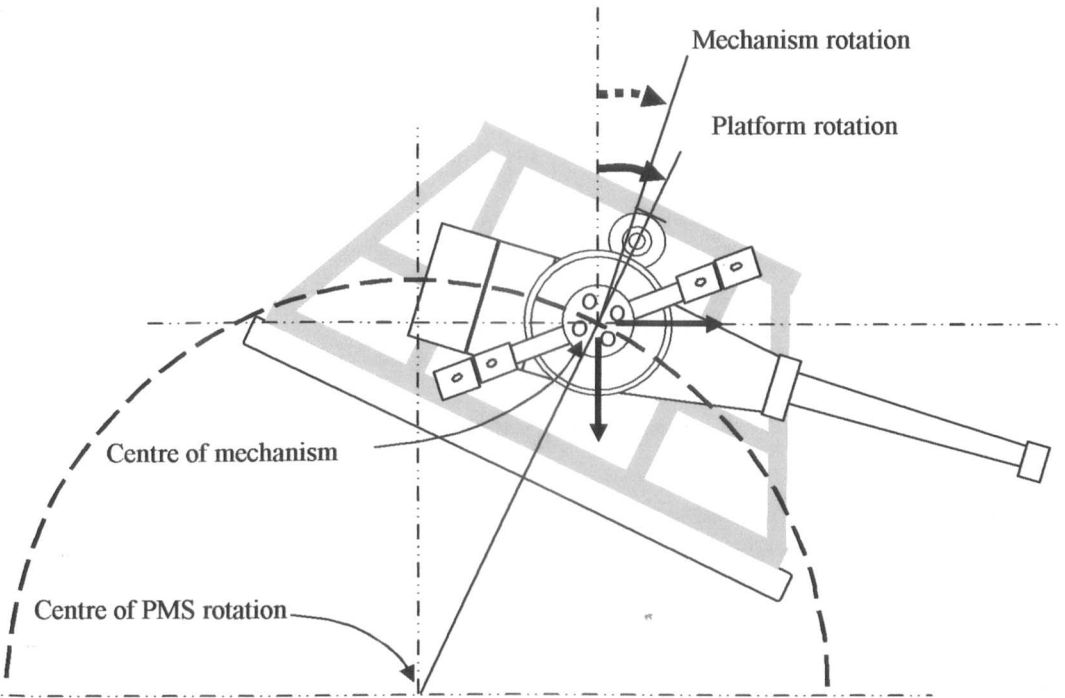 Mechanism rotation
Platform rotation
Centre of mechanism
Centre of PMS rotation